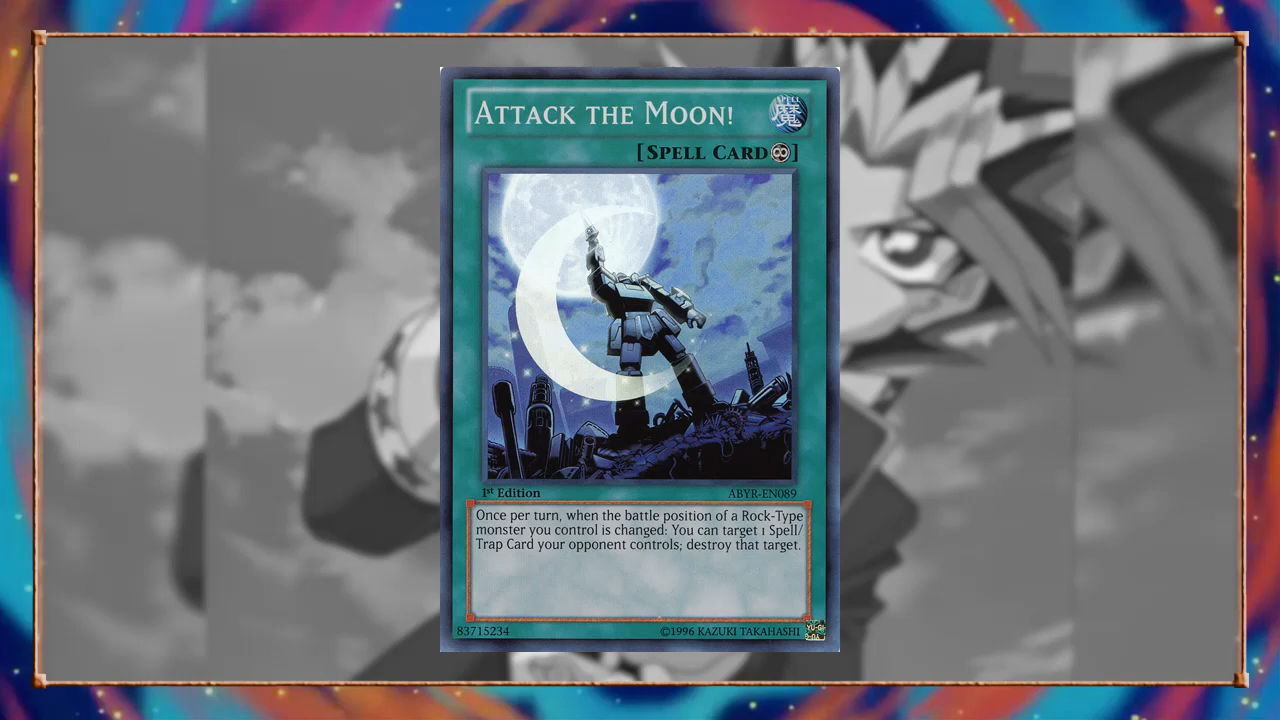 ATTACK THE MOON!
SPELL
魔
[SPELL CARD]
1st Edition
ABYR-EN089
Once per turn, when the battle position of a Rock-Type
monster you control is changed: You can target 1 Spell/
Trap Card your opponent controls; destroy that target.
83715234
©1996 KAZUKI TAKAHASHI